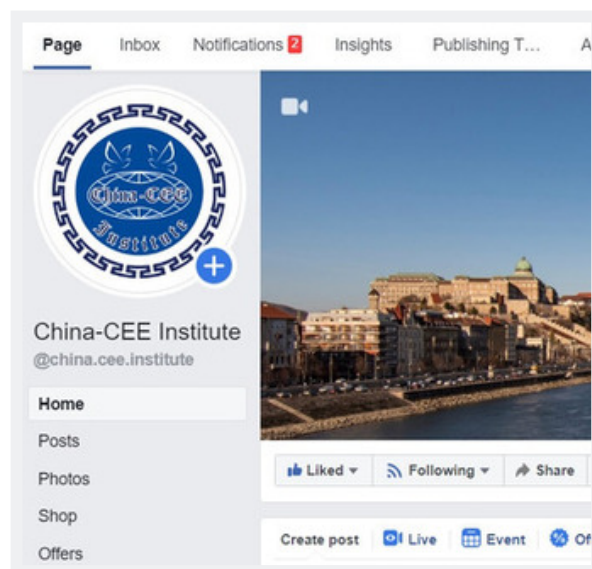 Page Inbox Notifications 2 Insights Publishing T... A
China-CEE
Institute
China-CEE Institute
@china.cee.institute
Home
Posts
Photos
Shop
Offers
Liked Following Share
Create post Live Event Of